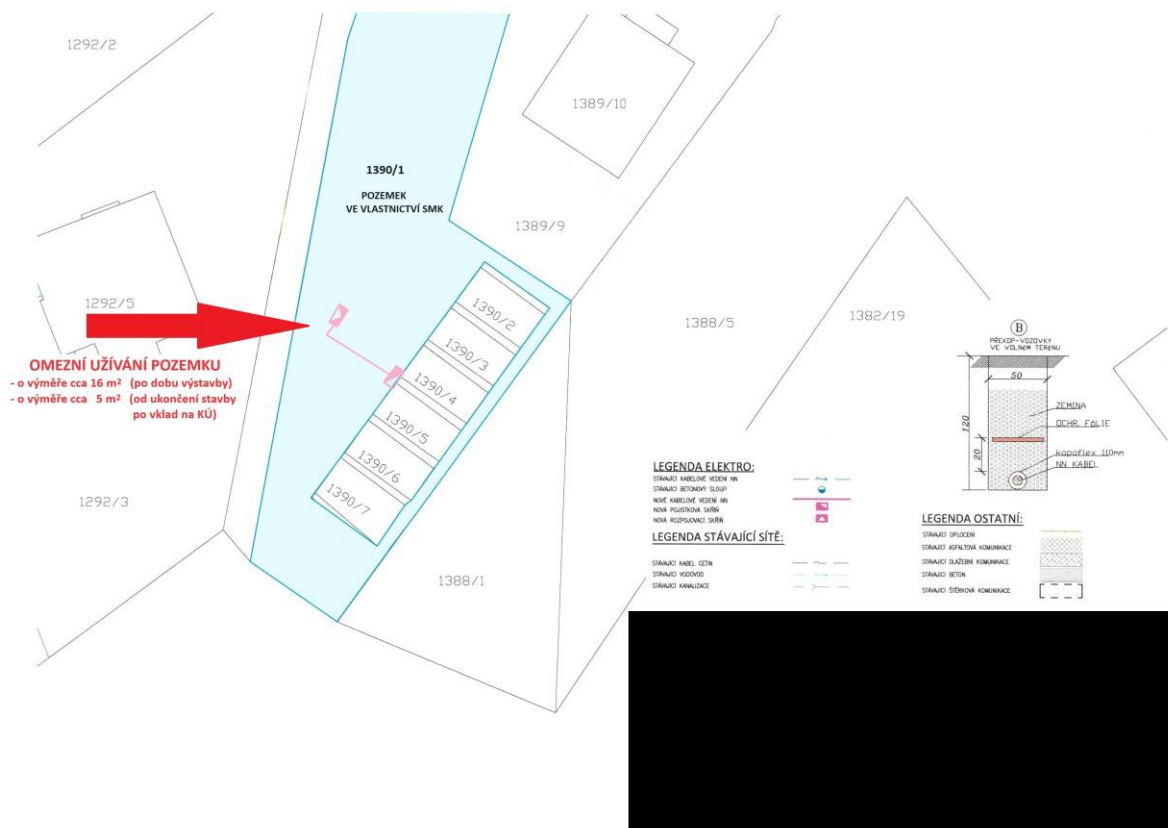 1292/2
1389/10
1390/1
POZEMEK
VE VLASTNICTVÍ SMK
1389/9
1292/5
1390/2
1390/3
1390/4
1390/5
1390/6
1390/7
1388/5
1382/19
OMEZNÍ UŽÍVÁNÍ POZEMKU
- o výměře cca 16 m² (po dobu výstavby)
- o výměře cca 5 m² (od ukončení stavby
po vklad na KÚ)
1292/3
1388/1
B
PŘEKOP-VOZOVKY
VE VOLNEM TERENU
50
120
20
ZEMINA
OCHR. FÓLIE
kopoflex 110mm
NN KABEL
LEGENDA ELEKTRO:
STÁVAJÍCÍ KABELOVÉ VEDENÍ NN
STÁVAJÍCÍ BETONOVÝ SLOUP
NOVÉ KABELOVÉ VEDENÍ NN
NOVÁ POJISTKOVÁ SKŘÍŇ
NOVÁ ROZPOJOVACÍ SKŘÍŇ
LEGENDA STÁVAJÍCÍ SÍTĚ:
STÁVAJÍCÍ KABEL CETIN
STÁVAJÍCÍ VODOVOD
STÁVAJÍCÍ KANALIZACE
LEGENDA OSTATNÍ:
STÁVAJÍCÍ OPLOCENÍ
STÁVAJÍCÍ ASFALTOVÁ KOMUNIKACE
STÁVAJÍCÍ DLAŽEBNÍ KOMUNIKACE
STÁVAJÍCÍ BETON
STÁVAJÍCÍ ŠTĚRKOVÁ KOMUNIKACE